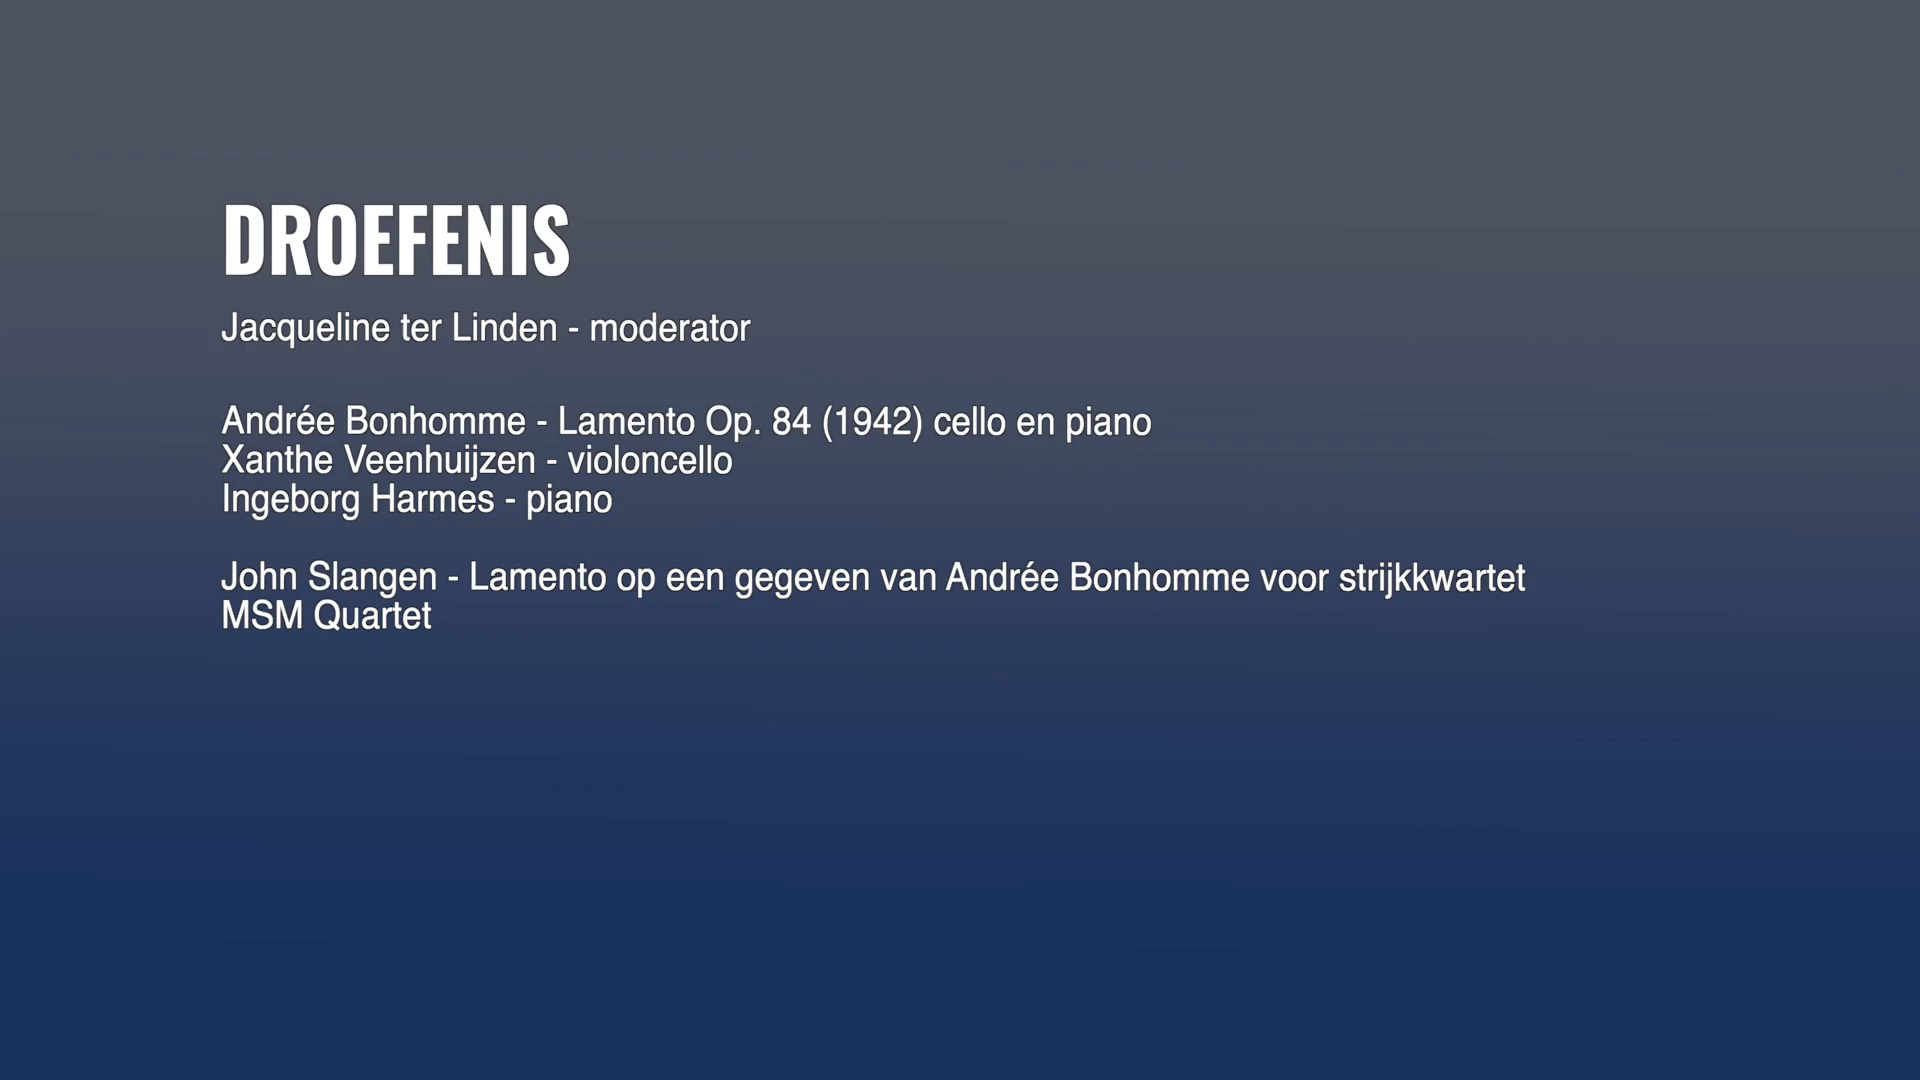 DROEFENIS
Jacqueline ter Linden - moderator
Andrée Bonhomme - Lamento Op. 84 (1942) cello en piano
Xanthe Veenhuijzen - violoncello
Ingeborg Harmes - piano
John Slangen - Lamento op een gegeven van Andrée Bonhomme voor strijkkwartet
MSM Quartet